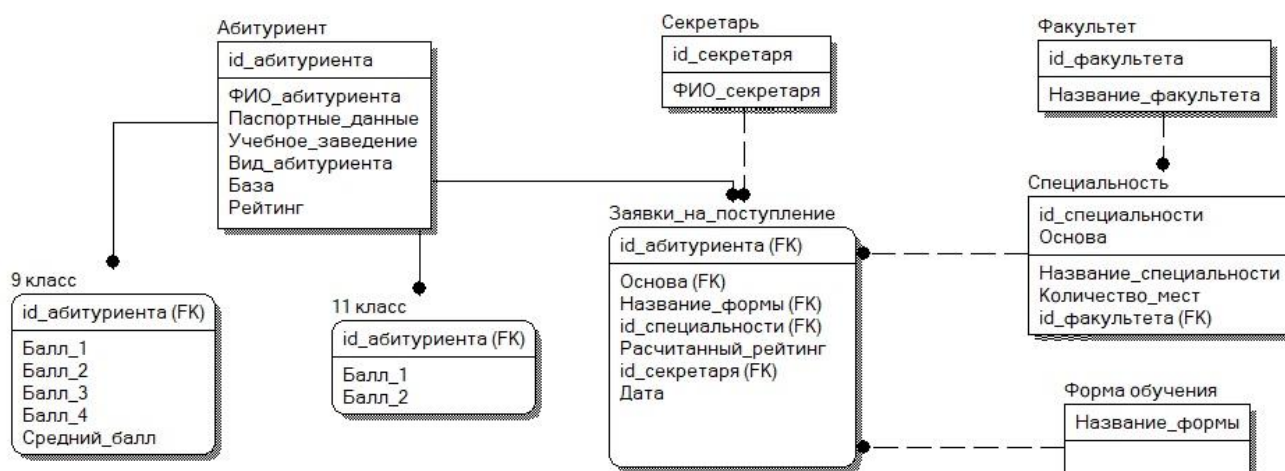 Абитуриент
id_абитуриента
ФИО_абитуриента
Паспортные_данные
Учебное_заведение
Вид_абитуриента
База
Рейтинг
Секретарь
id_секретаря
ФИО_секретаря
Факультет
id_факультета
Название_факультета
Специальность
id_специальности
Основа
Название_специальности
Количество_мест
id_факультета (FK)
Заявки_на_поступление
id_абитуриента (FK)
Основа (FK)
Название_формы (FK)
id_специальности (FK)
Расчитанный_рейтинг
id_секретаря (FK)
Дата
9 класс
id_абитуриента (FK)
Балл_1
Балл_2
Балл_3
Балл_4
Средний_балл
11 класс
id_абитуриента (FK)
Балл_1
Балл_2
Форма обучения
Название_формы